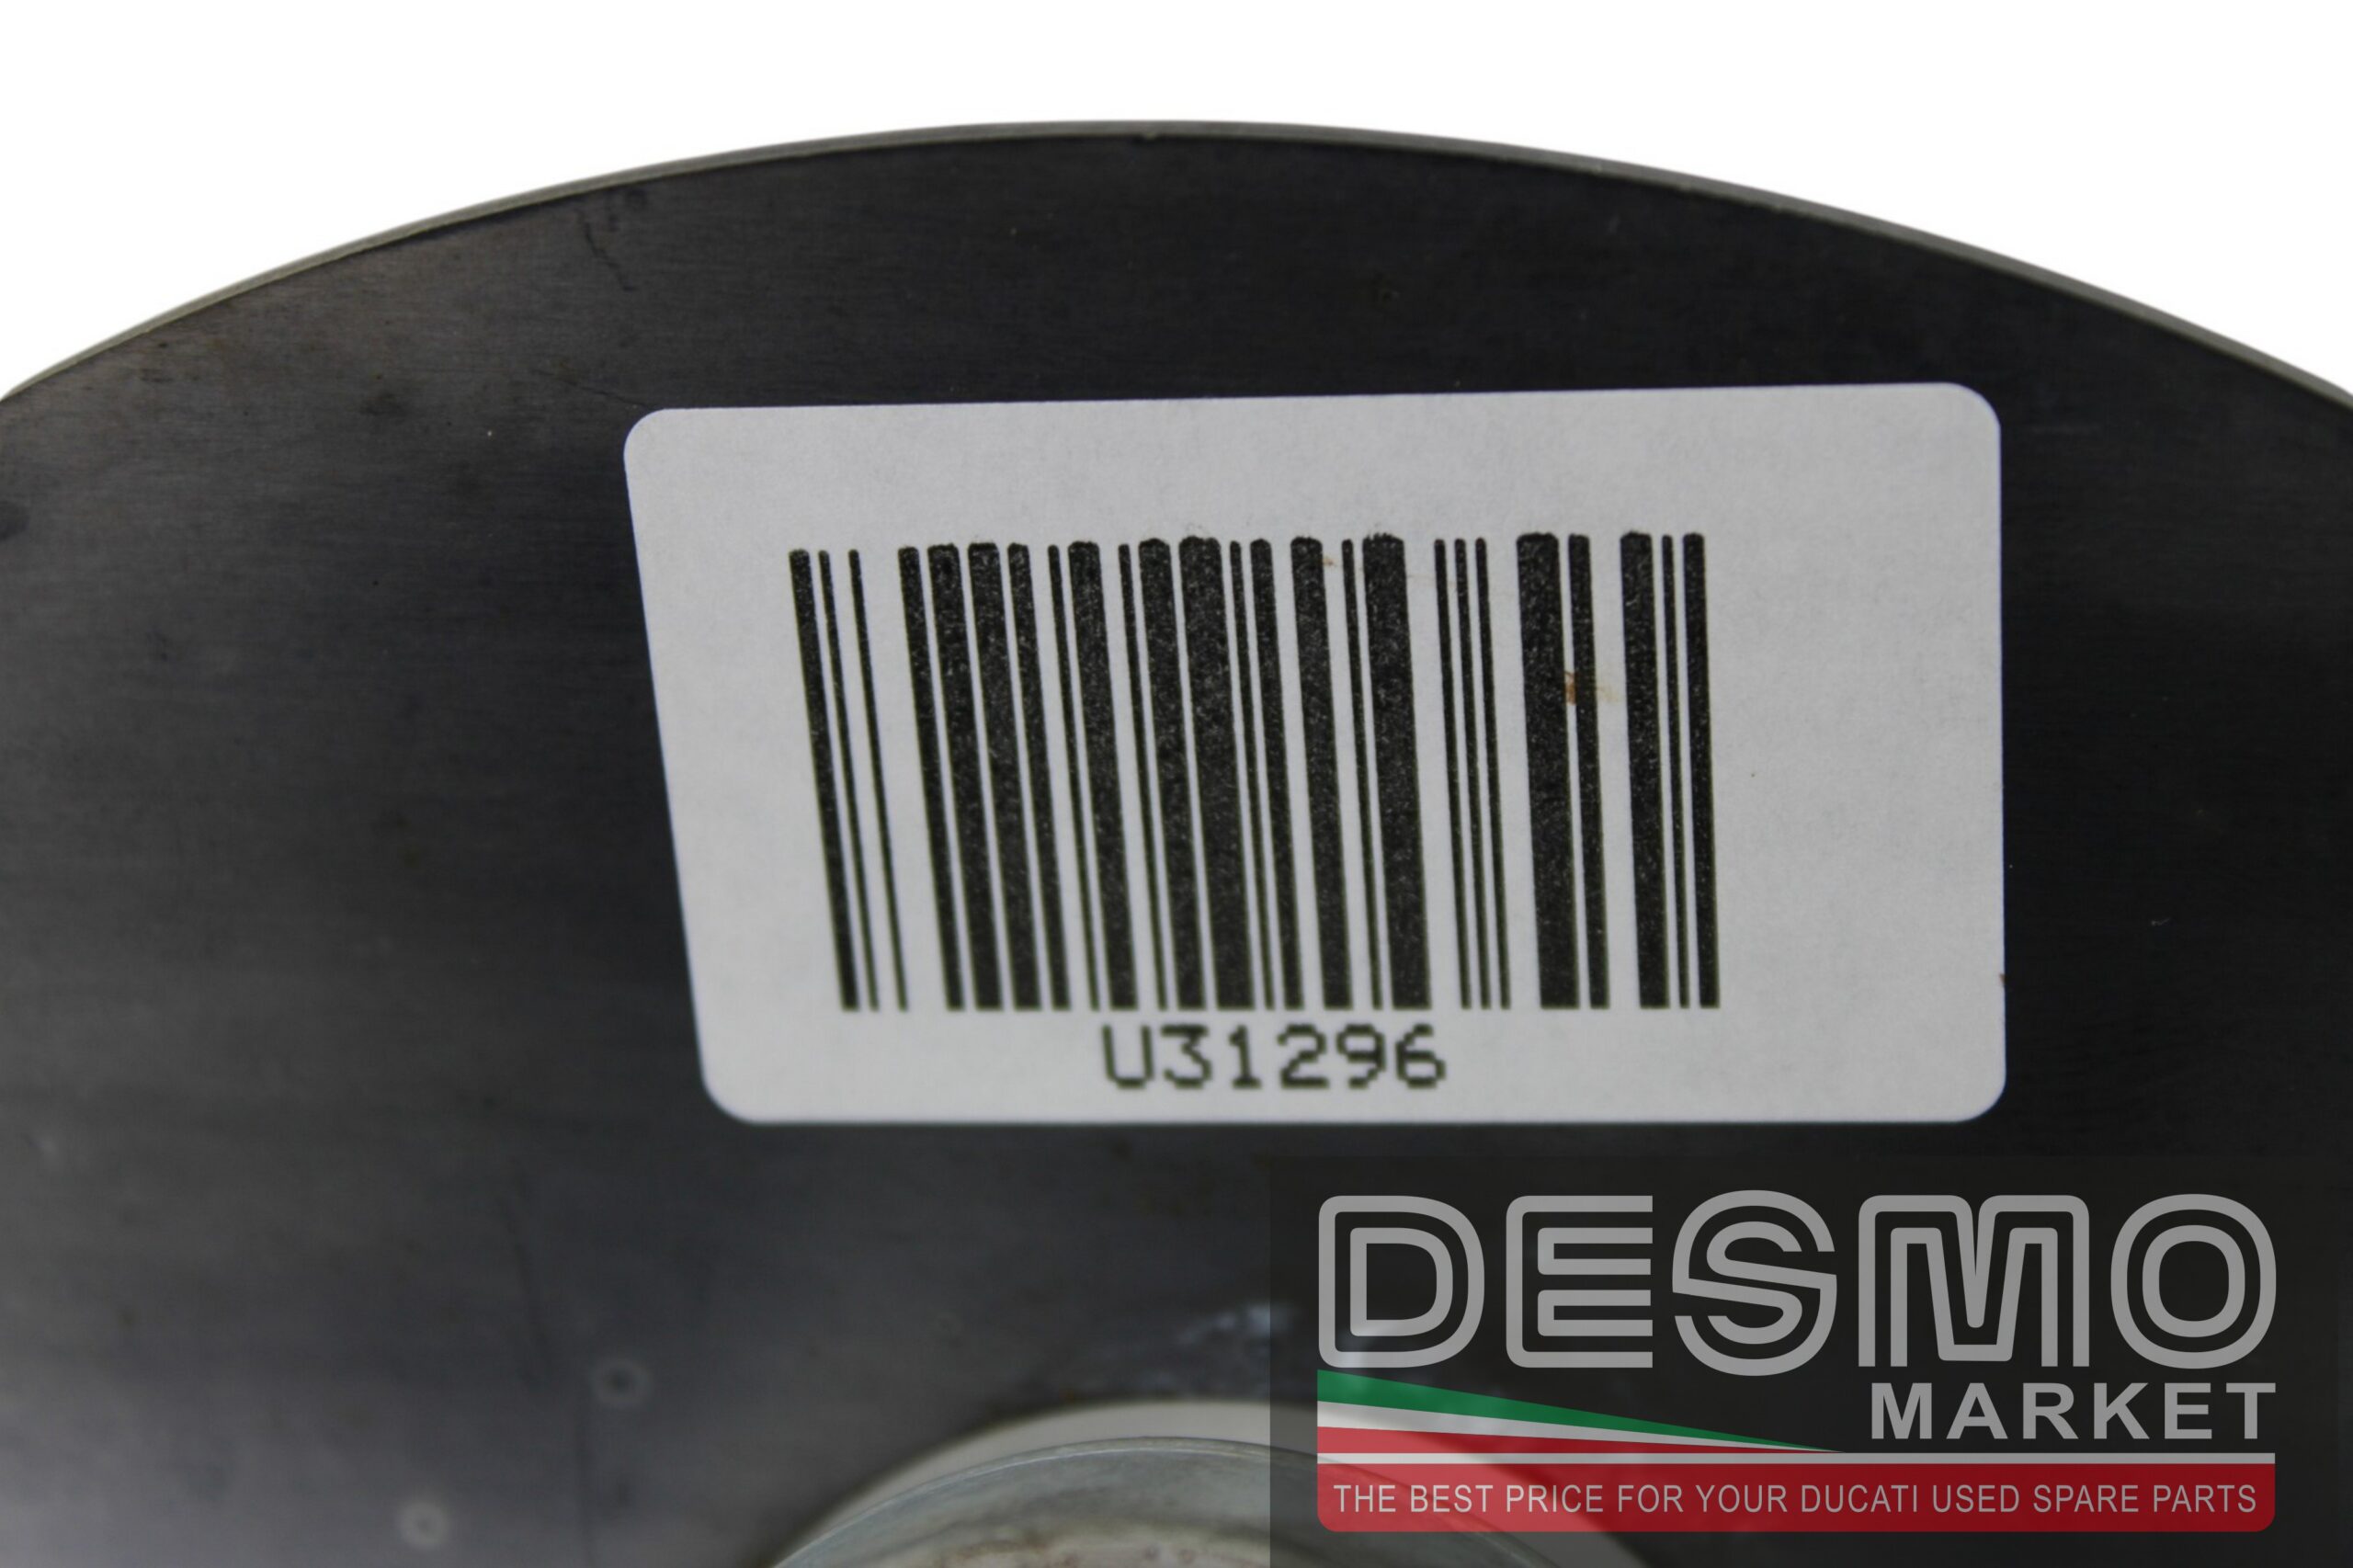 U31296
DESMO
MARKET
THE BEST PRICE FOR YOUR DUCATI USED SPARE PARTS